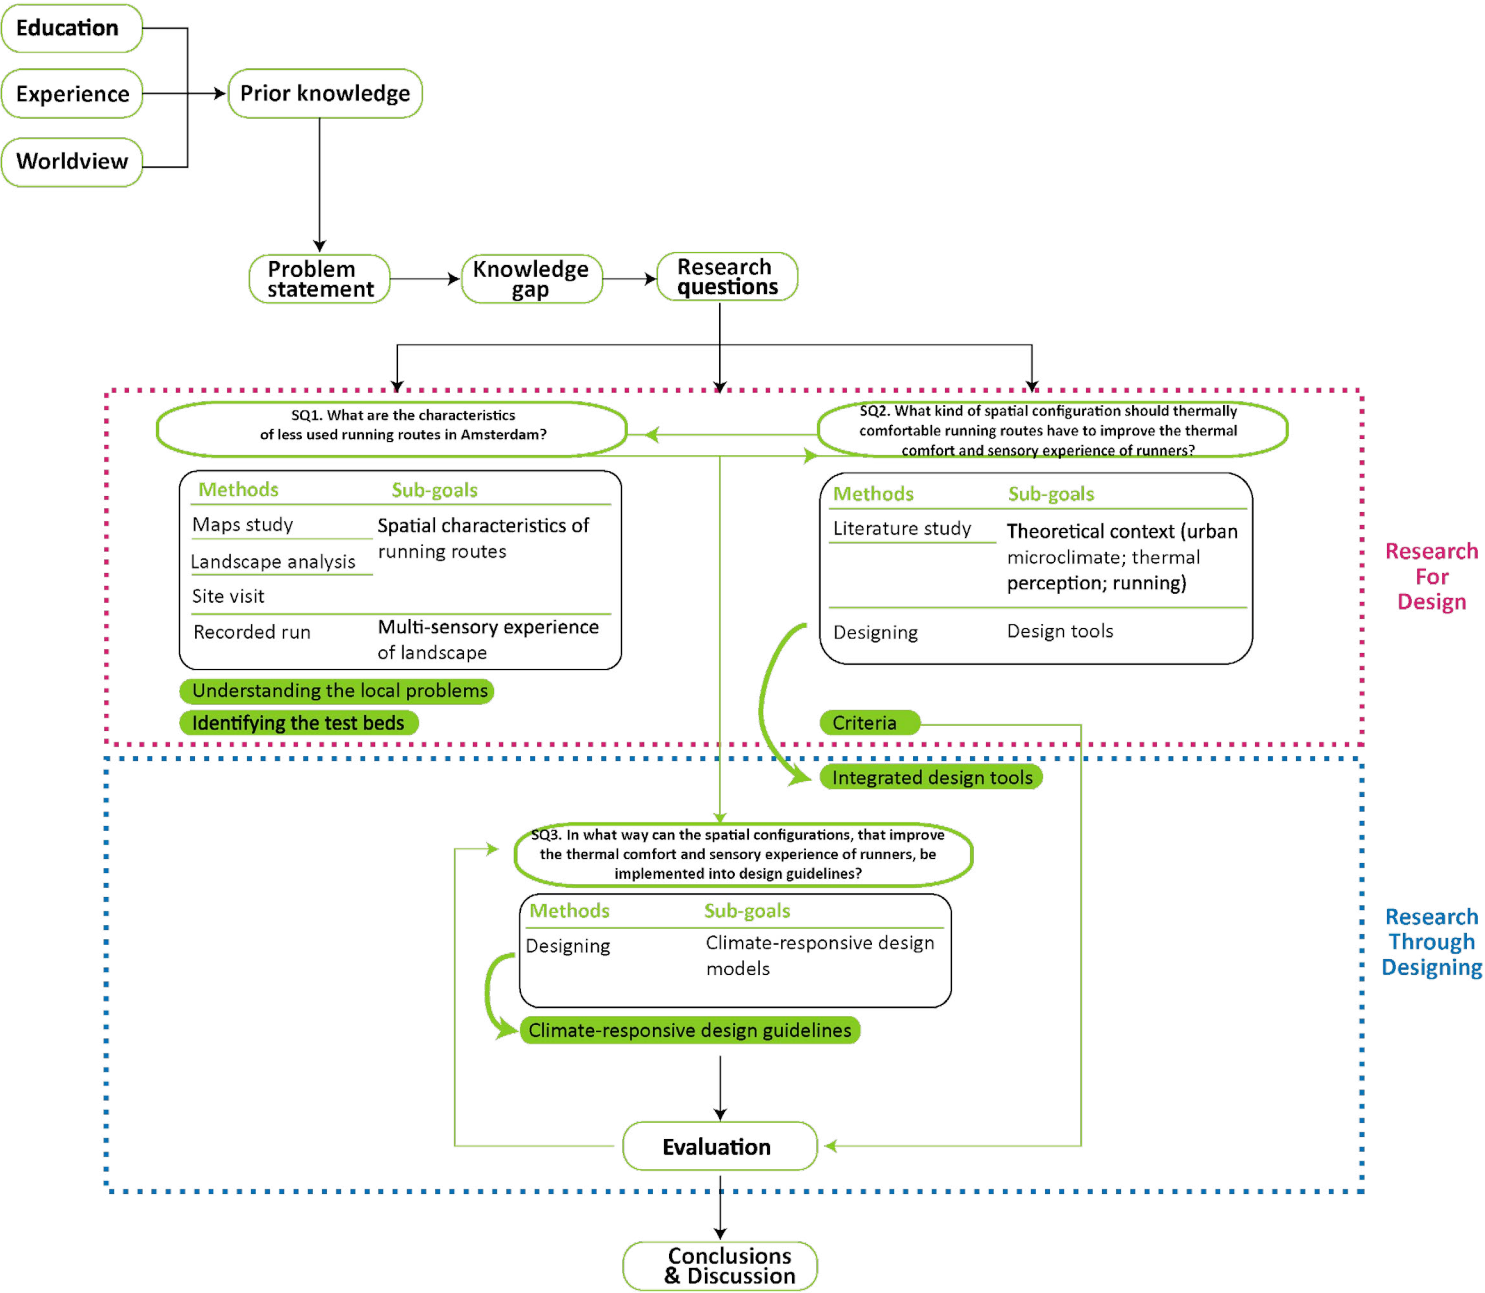 Education
Experience
Prior knowledge
Worldview
Problem
statement
Knowledge
gap
Research
questions
SQ1. What are the characteristics
of less used running routes in Amsterdam?
SQ2. What kind of spatial configuration should thermally
comfortable running routes have to improve the thermal
comfort and sensory experience of runners?
Methods
Sub-goals
Maps study
Spatial characteristics of
running routes
Landscape analysis
Site visit
Recorded run
Multi-sensory experience
of landscape
Understanding the local problems
Identifying the test beds
Methods
Sub-goals
Literature study
Theoretical context (urban
microclimate; thermal
perception; running)
Designing
Design tools
Criteria
Research
For
Design
Integrated design tools
SQ3. In what way can the spatial configurations, that improve
the thermal comfort and sensory experience of runners, be
implemented into design guidelines?
Methods
Sub-goals
Designing
Climate-responsive design
models
Climate-responsive design guidelines
Research
Through
Designing
Evaluation
Conclusions
& Discussion